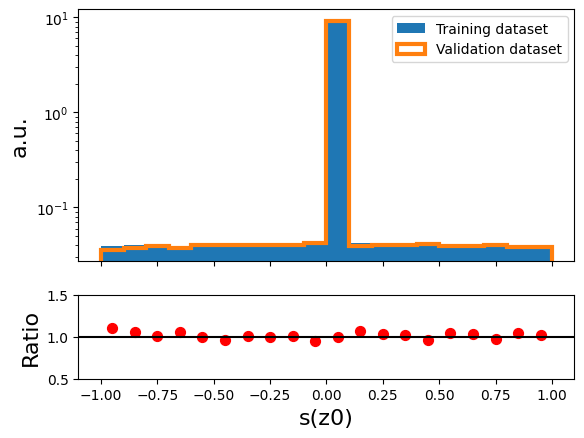 a.u.
10¹
10⁰
10⁻¹
Training dataset
Validation dataset
Ratio
1.5
1.0
0.5
−1.00 −0.75 −0.50 −0.25 0.00 0.25 0.50 0.75 1.00
s(z0)